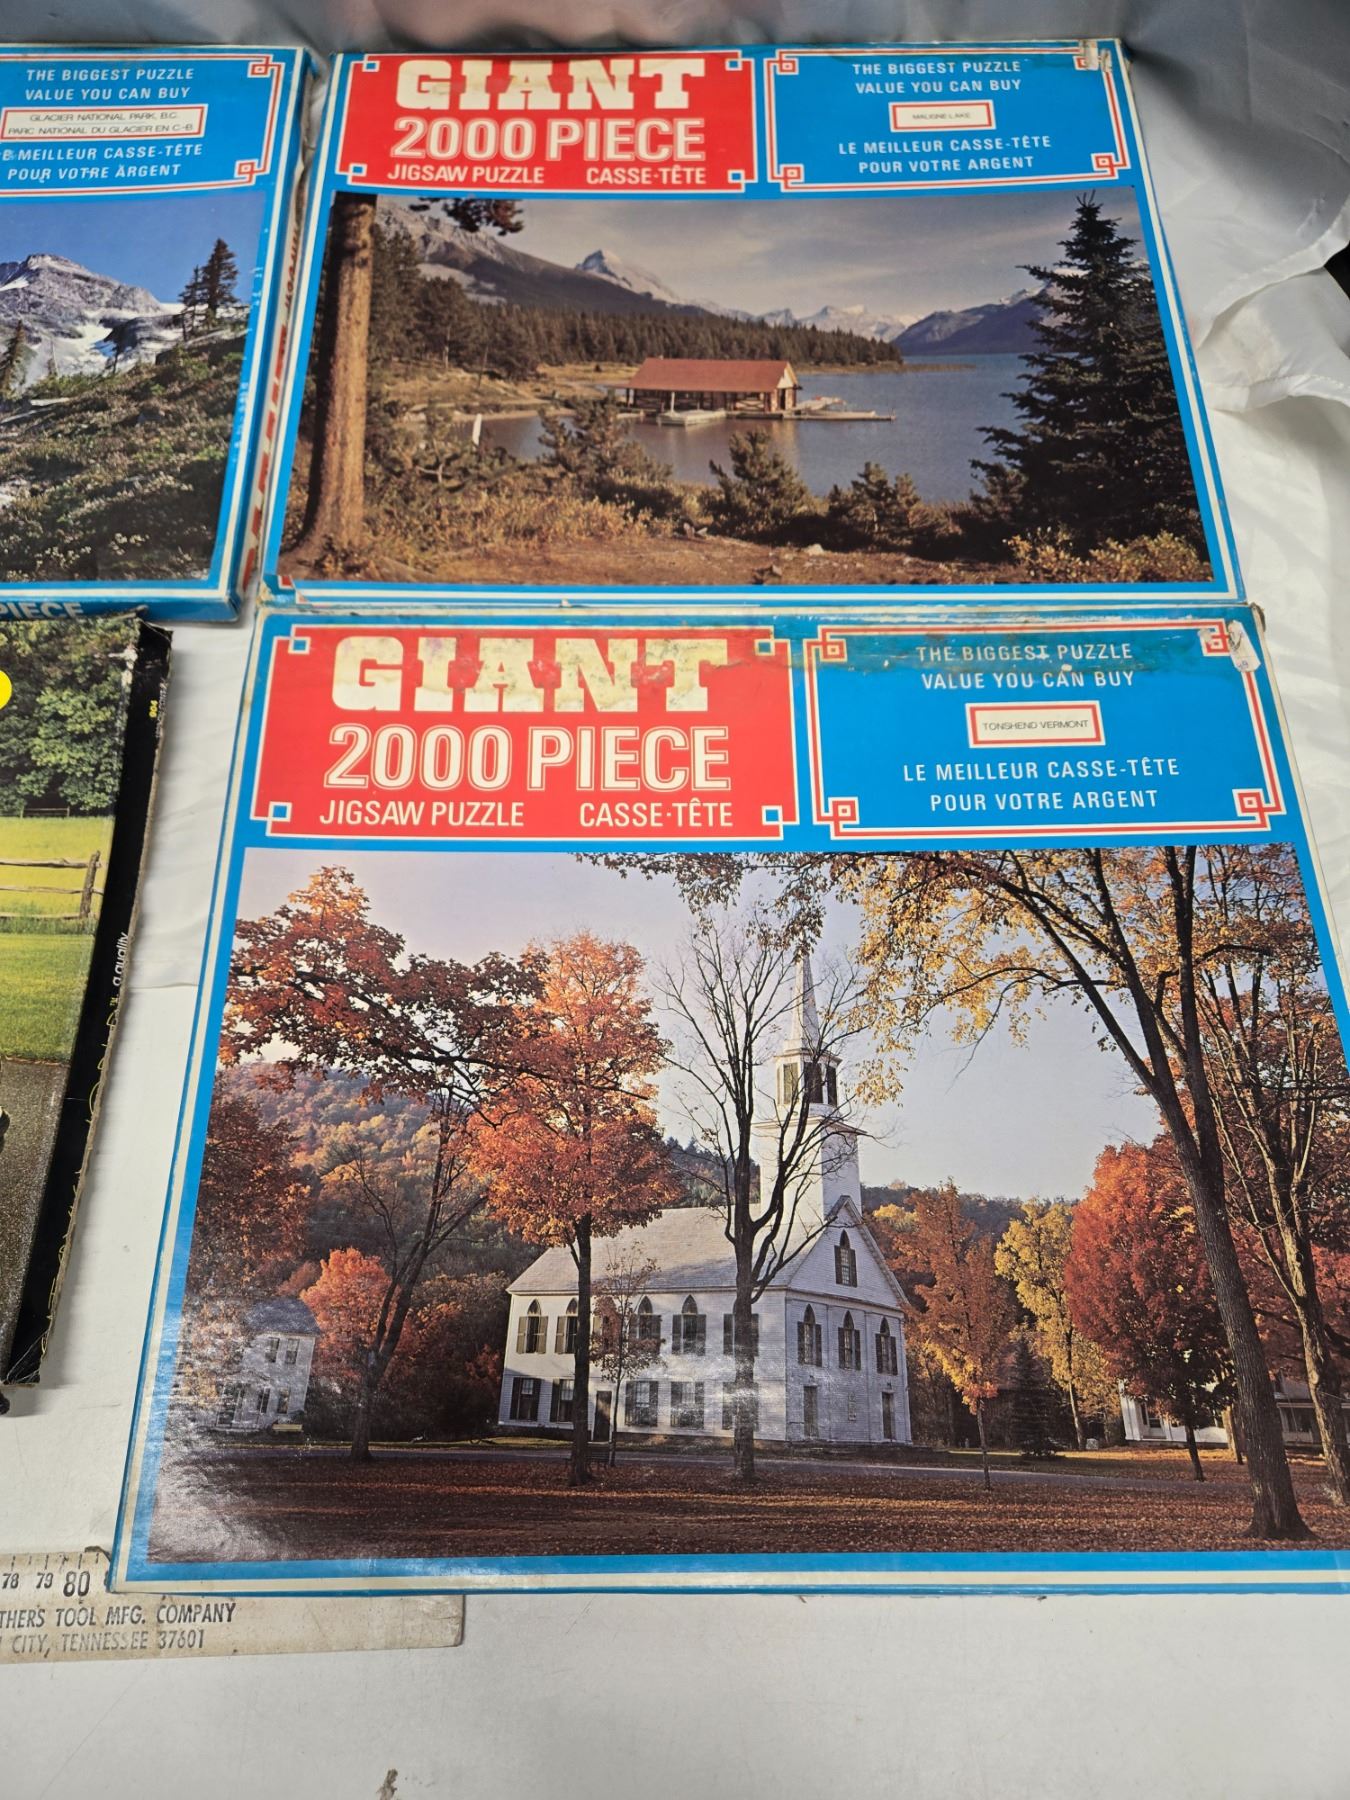 THE BIGGEST PUZZLE
VALUE YOU CAN BUY
GLACIER NATIONAL PARK, B.C.
PARC NATIONAL DU GLACIER EN C.-B.
MEILLEUR CASSE-TÊTE
POUR VOTRE ARGENT
GIANT
2000 PIECE
JIGSAW PUZZLE CASSE-TÊTE
THE BIGGEST PUZZLE
VALUE YOU CAN BUY
MALIGNE LAKE
LE MEILLEUR CASSE-TÊTE
POUR VOTRE ARGENT
PIECE
904
a quality
GIANT
2000 PIECE
JIGSAW PUZZLE CASSE-TÊTE
THE BIGGEST PUZZLE
VALUE YOU CAN BUY
TONSHEND VERMONT
LE MEILLEUR CASSE-TÊTE
POUR VOTRE ARGENT
78 79 80
THERS TOOL MFG. COMPANY
CITY, TENNESSEE 37601